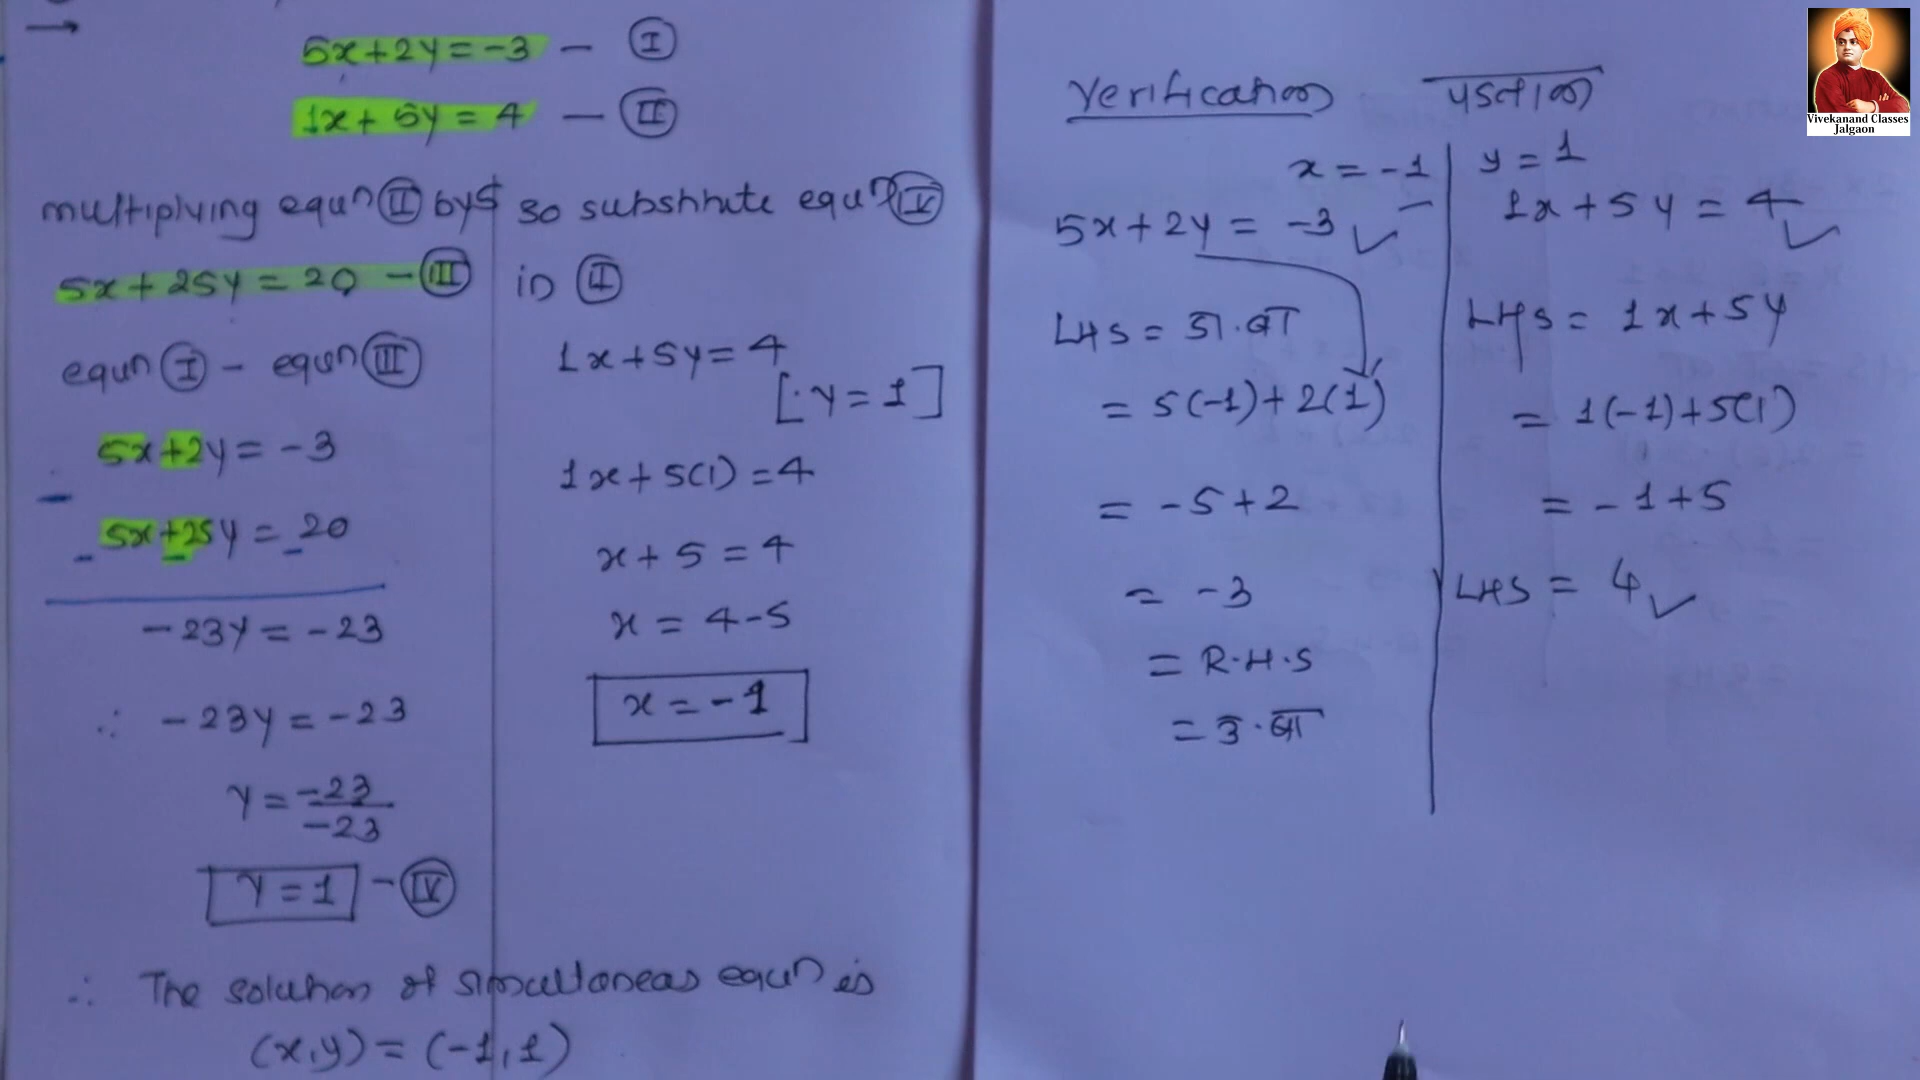 →
5x+2y=-3 — I
1x+5y=4 — II
multiplying equn II by 5
5x+25y=20 — III
equn I - equn III
5x+2y=-3
-
5x+25y=20
- - -
-23y=-23
∴ -23y=-23
y=-23/-23
y=1 - IV
so substitute equn IV
in II
1x+5y=4
[∵y=1]
1x+5(1)=4
x+5=4
x=4-5
x=-1
∴ The solution of simultaneas equn is
(x,y)=(-1,1)
Verification पडताळा
x=-1 y=1
5x+2y=-3 ✓
LHS=डा.बा
=5(-1)+2(1)
=-5+2
=-3
=R.H.S
=उ.बा
1x+5y=4 ✓
LHS=1x+5y
=1(-1)+5(1)
=-1+5
LHS=4 ✓
Vivekanand Classes
Jalgaon